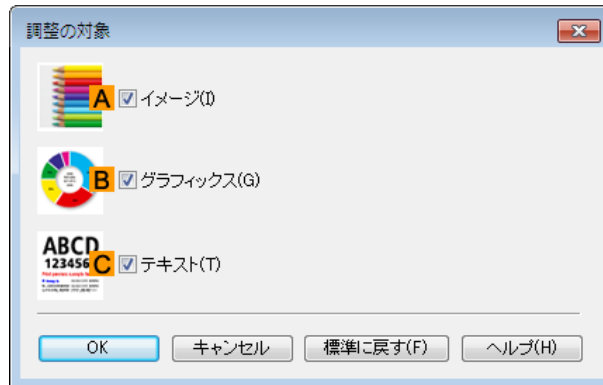 調整の対象
A イメージ(I)
B グラフィックス(G)
C テキスト(T)
ABCD
123456
OK キャンセル 標準に戻す(F) ヘルプ(H)